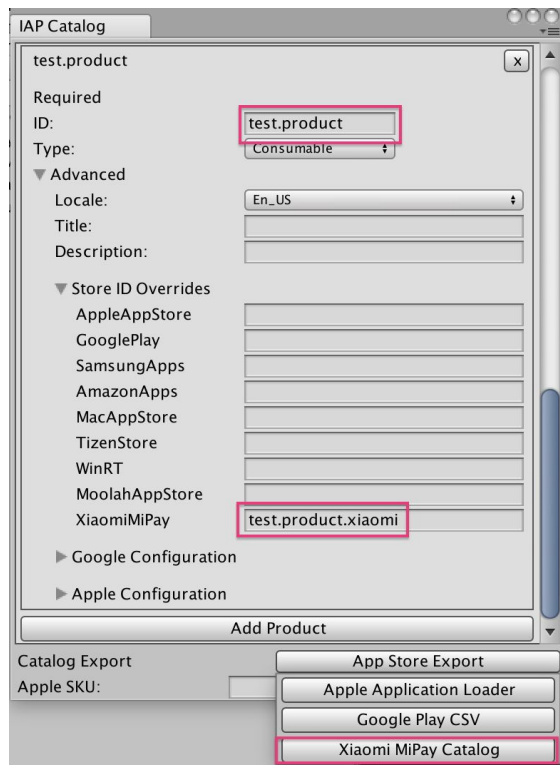 IAP Catalog
test.product
x
Required
ID: test.product
Type: Consumable
Advanced
Locale: En_US
Title:
Description:
Store ID Overrides
AppleAppStore
GooglePlay
SamsungApps
AmazonApps
MacAppStore
TizenStore
WinRT
MoolahAppStore
XiaomiMiPay test.product.xiaomi
Google Configuration
Apple Configuration
Add Product
Catalog Export App Store Export
Apple SKU: Apple Application Loader
Google Play CSV
Xiaomi MiPay Catalog